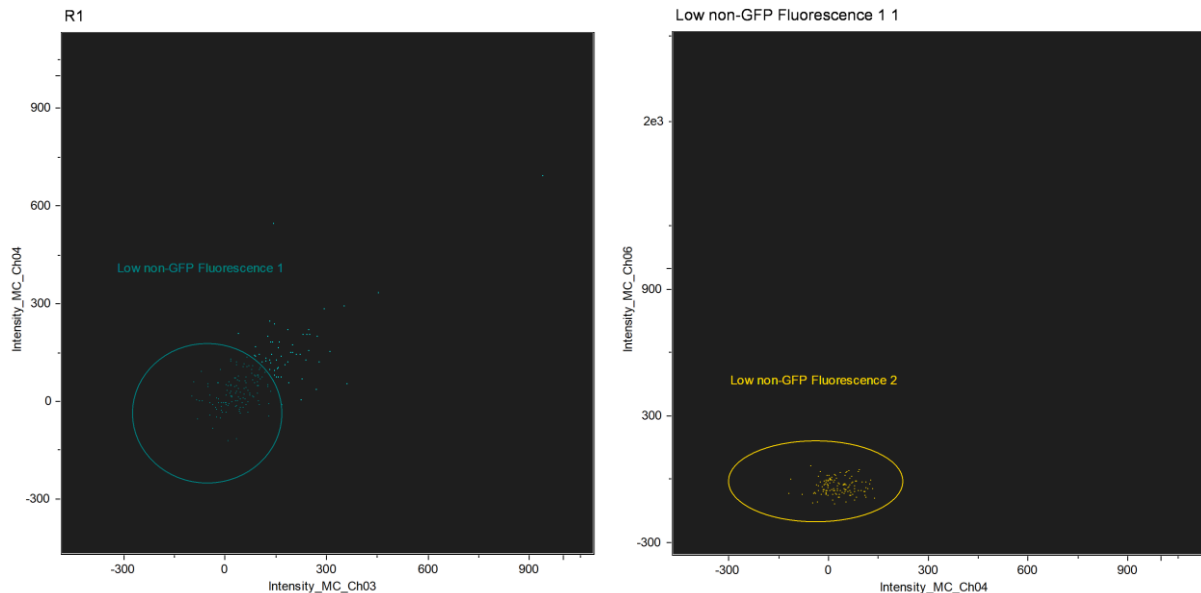 R1
900
600
300
0
-300
Intensity_MC_Ch04
Low non-GFP Fluorescence 1
-300
0
300
600
900
Intensity_MC_Ch03
Low non-GFP Fluorescence 1 1
2e3
900
300
-300
Intensity_MC_Ch06
Low non-GFP Fluorescence 2
-300
0
300
600
900
Intensity_MC_Ch04